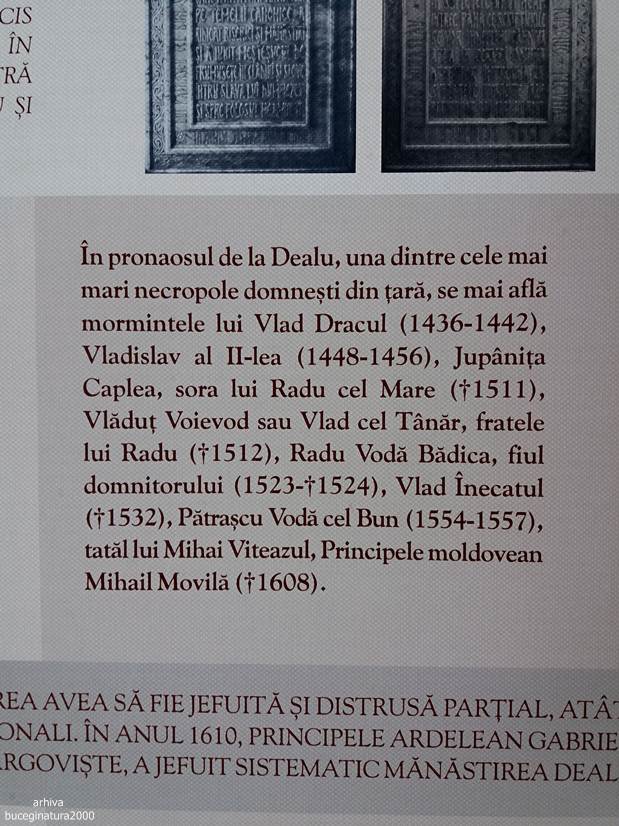 CIS
ÎN
TRĂ
ȘI
În pronaosul de la Dealu, una dintre cele mai
mari necropole domnești din țară, se mai află
mormintele lui Vlad Dracul (1436-1442),
Vladislav al II-lea (1448-1456), Jupânița
Caplea, sora lui Radu cel Mare (†1511),
Vlăduț Voievod sau Vlad cel Tânăr, fratele
lui Radu (†1512), Radu Vodă Bădica, fiul
domnitorului (1523-†1524), Vlad Înecatul
(†1532), Pătrașcu Vodă cel Bun (1554-1557),
tatăl lui Mihai Viteazul, Principele moldovean
Mihail Movilă (†1608).
REA AVEA SĂ FIE JEFUITĂ ȘI DISTRUSĂ PARȚIAL, ATÂT
ONALI. ÎN ANUL 1610, PRINCIPELE ARDELEAN GABRIE
ARGOVIȘTE, A JEFUIT SISTEMATIC MĂNĂSTIREA DEAL
arhiva
buceginatura2000